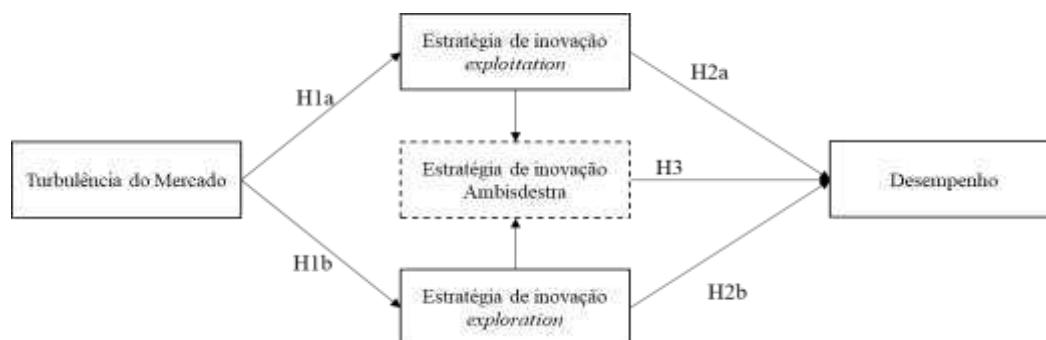 Estratégia de inovação
exploitation
H1a
H2a
Turbulência do Mercado
Estratégia de inovação
Ambisdestra
H3
Desempenho
H1b
H2b
Estratégia de inovação
exploration